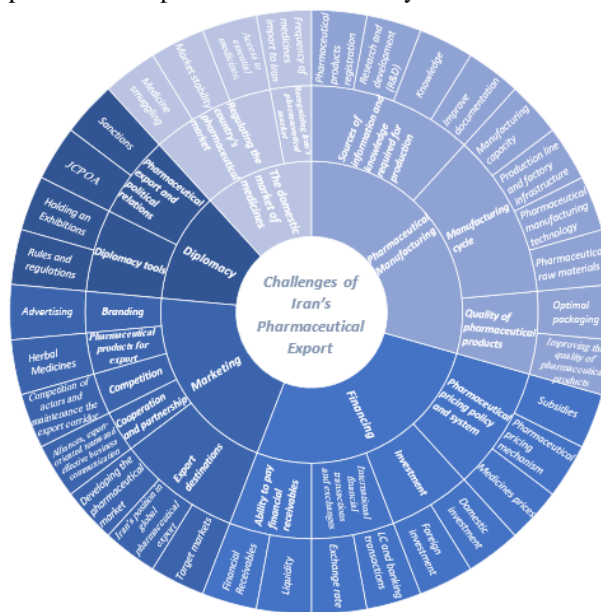 Challenges of
Iran's
Pharmaceutical
Export
Pharmaceutical
Manufacturing
Sources of
information and
knowledge
required for
production
Pharmaceutical
products
registration
Research and
development
(R&D)
Knowledge
Improve
documentation
Manufacturing
cycle
Manufacturing
capacity
Production line
and factory
infrastructure
Pharmaceutical
manufacturing
technology
Pharmaceutical
raw materials
Quality of
pharmaceutical
products
Optimal
packaging
Improving the
quality of
pharmaceutical
products
Financing
Pharmaceutical
pricing policy
and system
Subsidies
Pharmaceutical
pricing
mechanism
Medicines prices
Investment
Domestic
investment
Foreign
investment
International
financial
transactions
and exchanges
LC and banking
transactions
Exchange rate
Ability to pay
financial
receivables
Liquidity
Financial
Receivables
Marketing
Export
destinations
Target markets
Iran's position in
global
pharmaceutical
export
Developing the
pharmaceutical
market
Cooperation
and partnership
Alliances, export-
oriented teams and
effective business
communication
Competition
Competition of
actors and
maintenance the
export corridor
Pharmaceutical
products for
export
Herbal
Medicines
Branding
Advertising
Diplomacy
Diplomacy tools
Rules and
regulations
Holding an
Exhibitions
Pharmaceutical
export and
political
relations
JCPOA
Sanctions
The domestic
market of
medicines
Regulating the
country's
pharmaceutical
market
Medicine
smuggling
Market stability
Access to
essential
medicines
Iran's
pharmaceutical
market
Frequency of
medicines
import to Iran